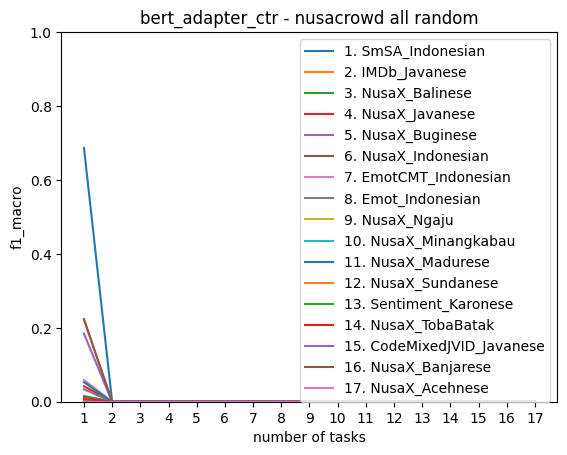 bert_adapter_ctr - nusacrowd all random
1.0
0.8
0.6
0.4
0.2
0.0
f1_macro
1. SmSA_Indonesian
2. IMDb_Javanese
3. NusaX_Balinese
4. NusaX_Javanese
5. NusaX_Buginese
6. NusaX_Indonesian
7. EmotCMT_Indonesian
8. Emot_Indonesian
9. NusaX_Ngaju
10. NusaX_Minangkabau
11. NusaX_Madurese
12. NusaX_Sundanese
13. Sentiment_Karonese
14. NusaX_TobaBatak
15. CodeMixedJVID_Javanese
16. NusaX_Banjarese
17. NusaX_Acehnese
1 2 3 4 5 6 7 8 9 10 11 12 13 14 15 16 17
number of tasks